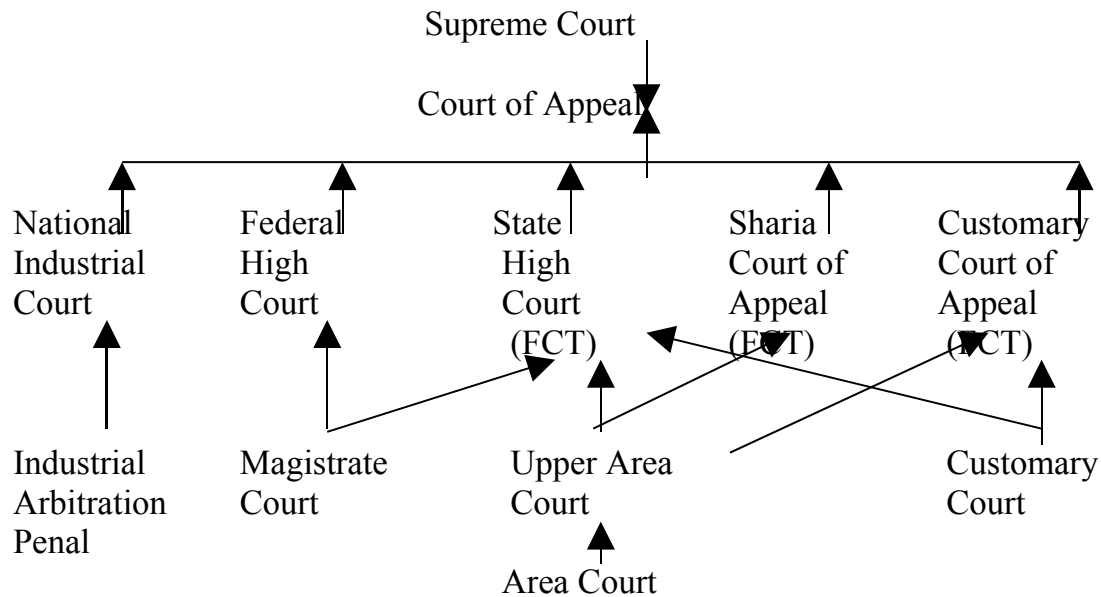 Supreme Court
Court of Appeal
National
Industrial
Court
Federal
High
Court
State
High
Court
(FCT)
Sharia
Court of
Appeal
(FCT)
Customary
Court of
Appeal
(FCT)
Industrial
Arbitration
Penal
Magistrate
Court
Upper Area
Court
Customary
Court
Area Court